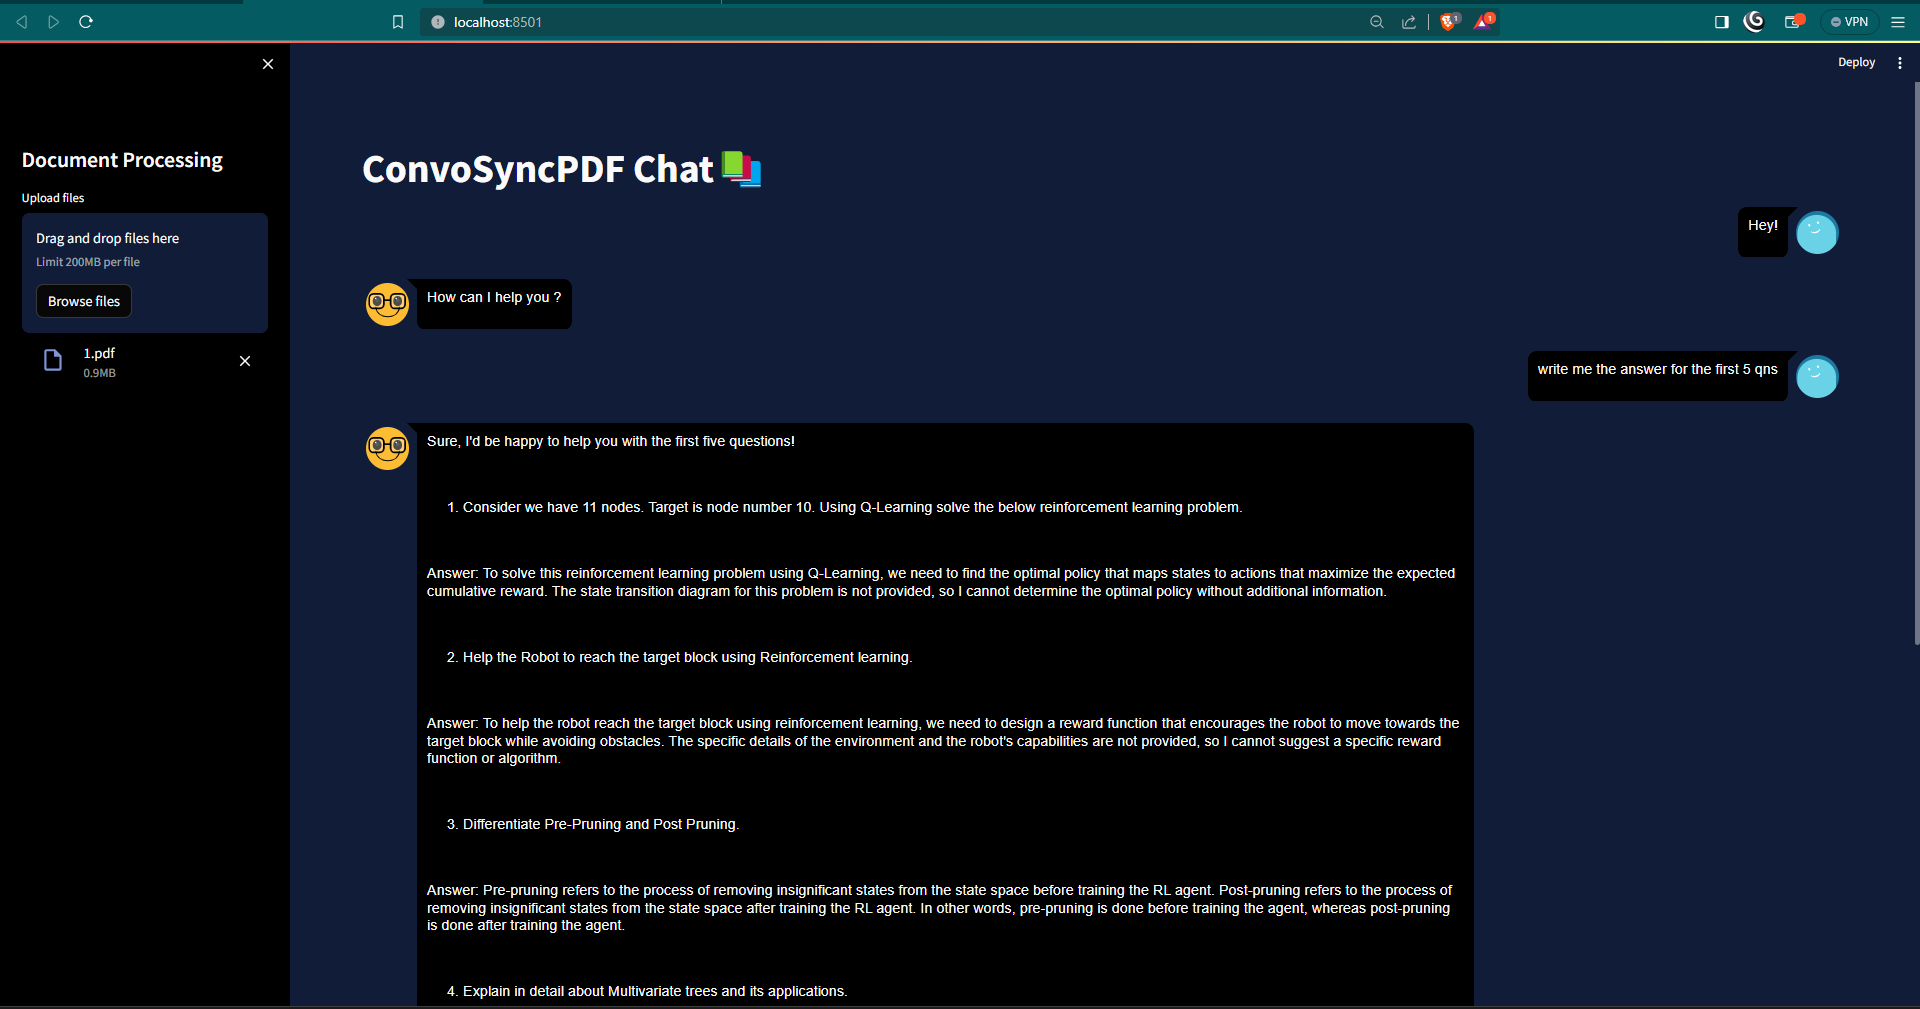 localhost:8501
1
1
VPN
Deploy
Document Processing
Upload files
Drag and drop files here
Limit 200MB per file
Browse files
1.pdf
0.9MB
ConvoSyncPDF Chat
Hey!
How can I help you ?
write me the answer for the first 5 qns
Sure, I'd be happy to help you with the first five questions!
1. Consider we have 11 nodes. Target is node number 10. Using Q-Learning solve the below reinforcement learning problem.
Answer: To solve this reinforcement learning problem using Q-Learning, we need to find the optimal policy that maps states to actions that maximize the expected
cumulative reward. The state transition diagram for this problem is not provided, so I cannot determine the optimal policy without additional information.
2. Help the Robot to reach the target block using Reinforcement learning.
Answer: To help the robot reach the target block using reinforcement learning, we need to design a reward function that encourages the robot to move towards the
target block while avoiding obstacles. The specific details of the environment and the robot's capabilities are not provided, so I cannot suggest a specific reward
function or algorithm.
3. Differentiate Pre-Pruning and Post Pruning.
Answer: Pre-pruning refers to the process of removing insignificant states from the state space before training the RL agent. Post-pruning refers to the process of
removing insignificant states from the state space after training the RL agent. In other words, pre-pruning is done before training the agent, whereas post-pruning
is done after training the agent.
4. Explain in detail about Multivariate trees and its applications.